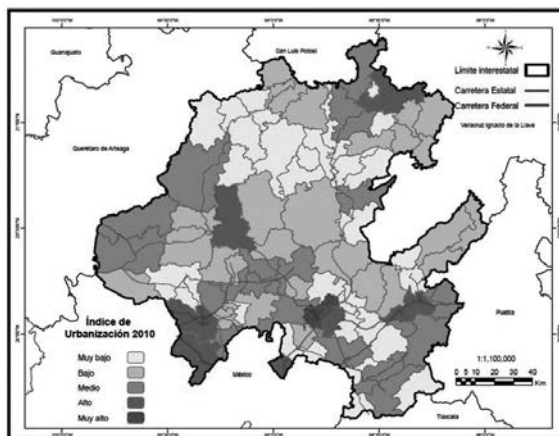 Guanajuato
San Luis Potosí
Límite interestatal
Carretera Estatal
Carretera Federal
Veracruz Ignacio de la Llave
Querétaro de Arteaga
Índice de
Urbanización 2010
Muy bajo
Bajo
Medio
Alto
Muy alto
México
Puebla
Tlaxcala
1:1,100,000
0 5 10 20 30 40
Km